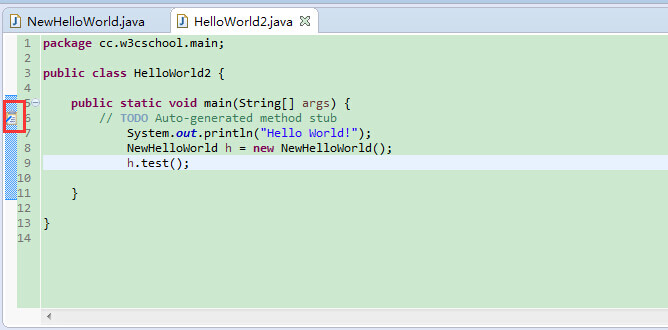 NewHelloWorld.java
HelloWorld2.java
1 package cc.w3cschool.main;
2
3 public class HelloWorld2 {
4
5 public static void main(String[] args) {
6 // TODO Auto-generated method stub
7 System.out.println("Hello World!");
8 NewHelloWorld h = new NewHelloWorld();
9 h.test();
10
11 }
12
13 }
14